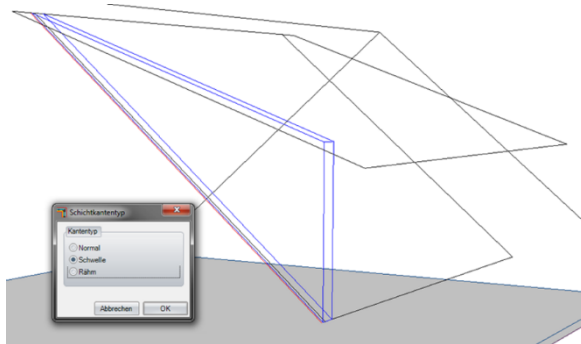 Schichtkantentyp
Kantentyp
Normal
Schwelle
Rähm
Abbrechen
OK